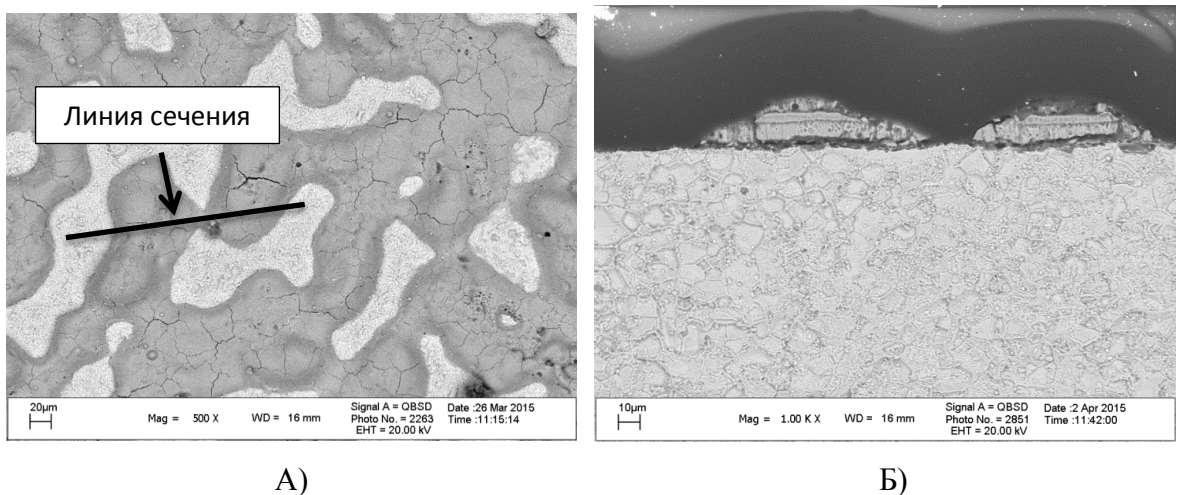 Линия сечения
20µm
Mag = 500 X
WD = 16 mm
Signal A = QBSD
Photo No. = 2263
EHT = 20.00 kV
Date :26 Mar 2015
Time :11:15:14
10µm
Mag = 1.00 K X
WD = 16 mm
Signal A = QBSD
Photo No. = 2851
EHT = 20.00 kV
Date :2 Apr 2015
Time :11:42:00
А)
Б)